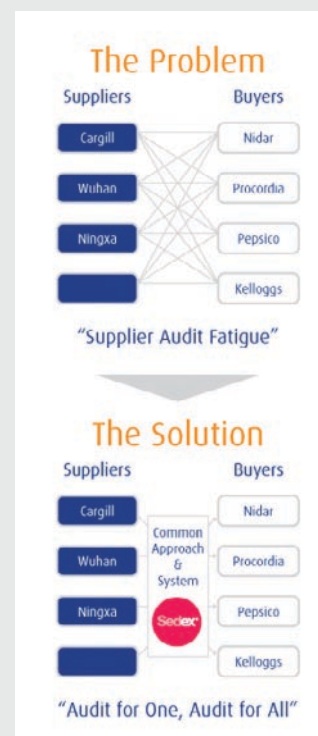 The Problem
Suppliers Buyers
Cargill Nidar
Wuhan Procordia
Ningxa Pepsico
Kelloggs
"Supplier Audit Fatigue"
The Solution
Suppliers Buyers
Cargill Nidar
Common
Approach
&
System
Wuhan Procordia
Ningxa Sedex® Pepsico
Kelloggs
"Audit for One, Audit for All"